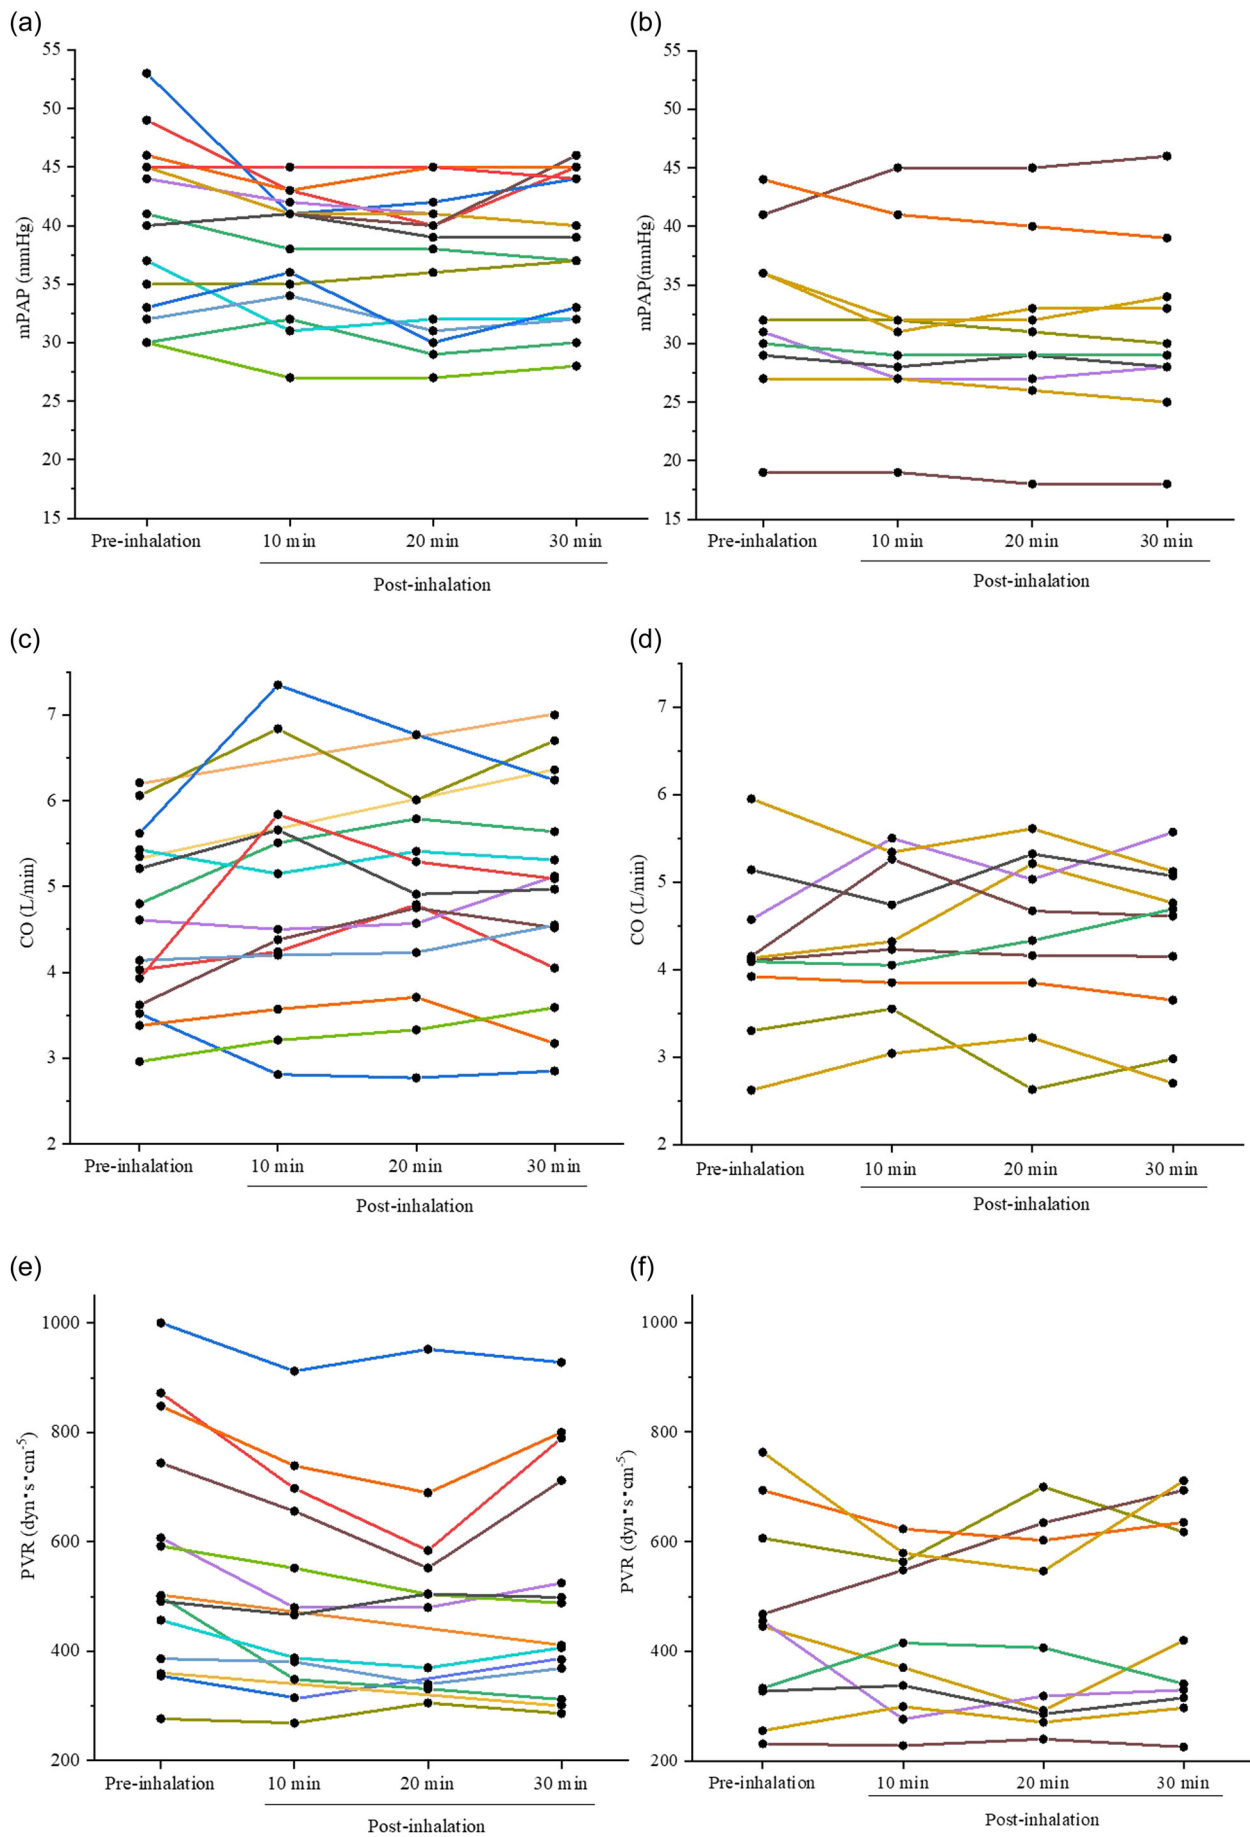 (a)
55
50
45
40
35
30
25
20
15
mPAP (mmHg)
Pre-inhalation 10 min 20 min 30 min
Post-inhalation
(b)
55
50
45
40
35
30
25
20
15
mPAP(mmHg)
Pre-inhalation 10 min 20 min 30 min
Post-inhalation
(c)
7
6
5
4
3
2
CO (L/min)
Pre-inhalation 10 min 20 min 30 min
Post-inhalation
(d)
7
6
5
4
3
2
CO (L/min)
Pre-inhalation 10 min 20 min 30 min
Post-inhalation
(e)
1000
800
600
400
200
PVR (dyn·s·cm⁻⁵)
Pre-inhalation 10 min 20 min 30 min
Post-inhalation
(f)
1000
800
600
400
200
PVR (dyn·s·cm⁻⁵)
Pre-inhalation 10 min 20 min 30 min
Post-inhalation